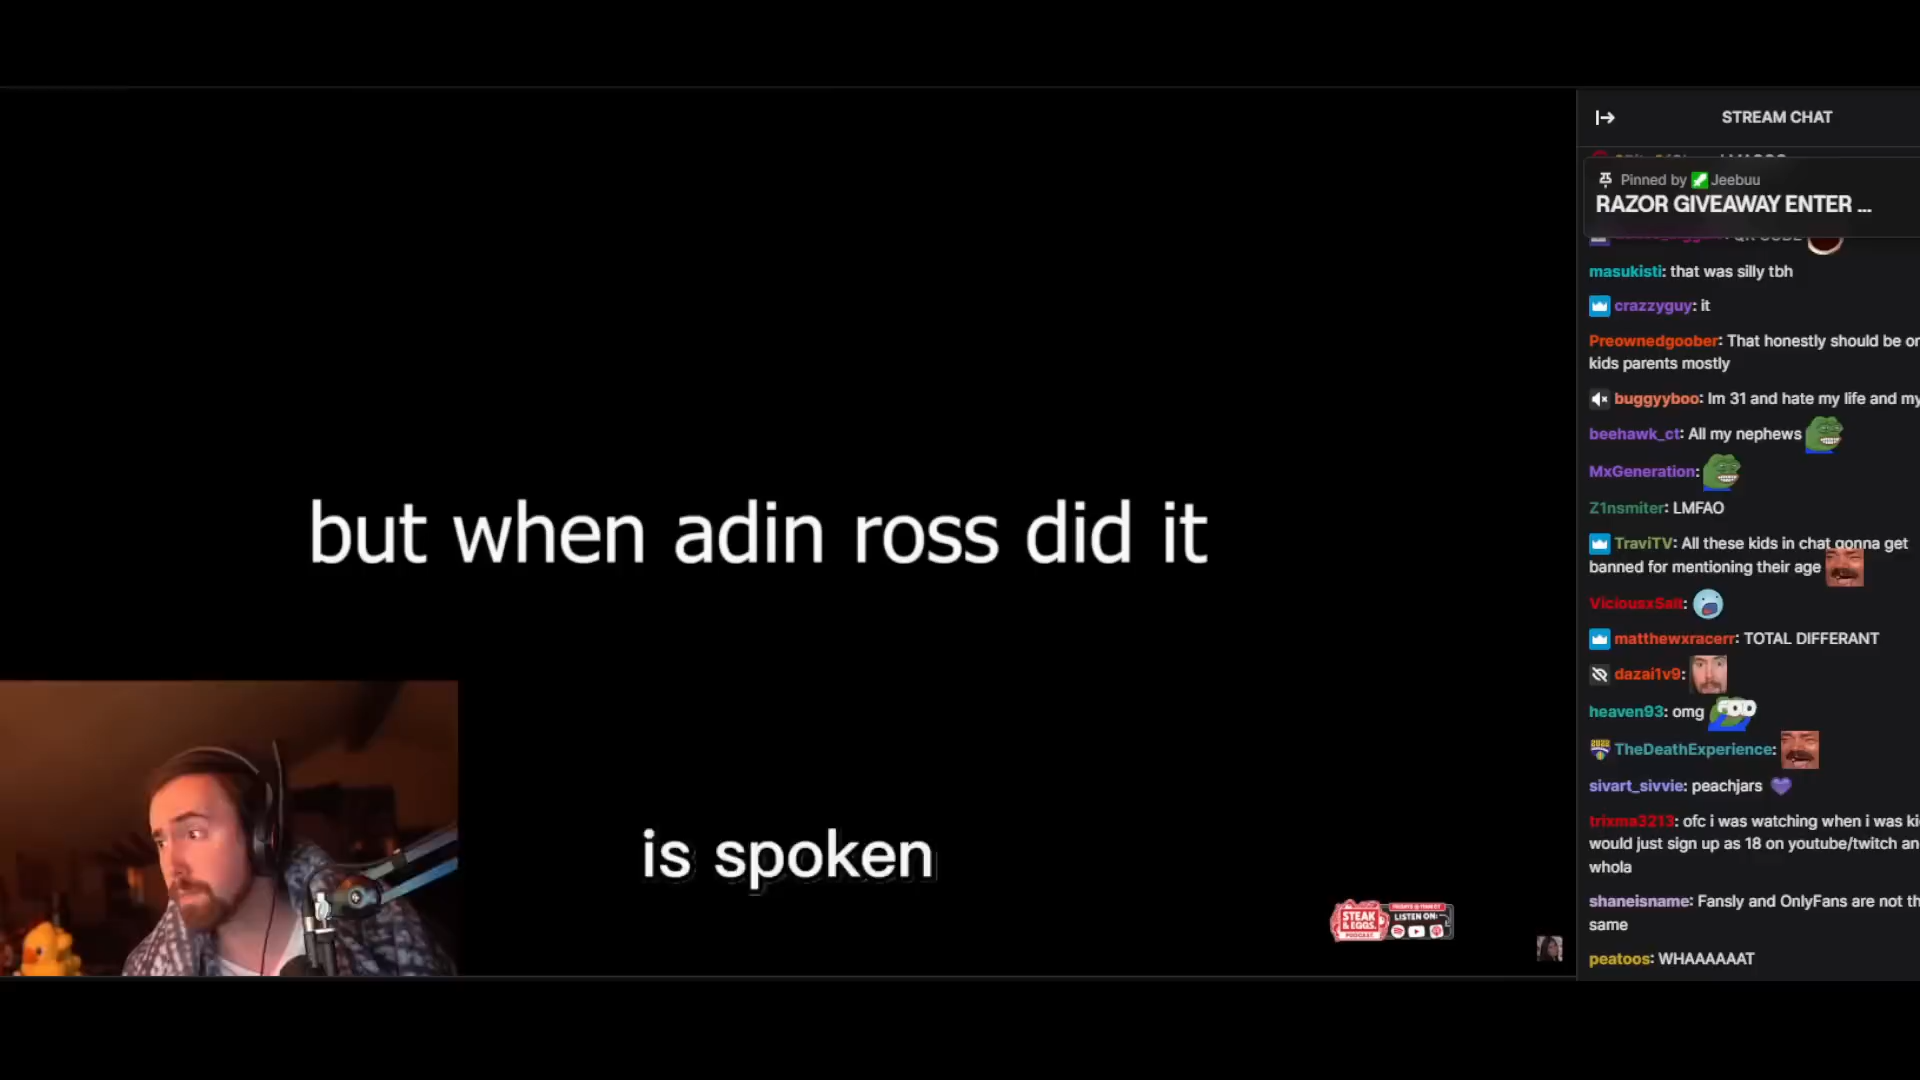 STREAM CHAT
Pinned by Jeebuu
RAZOR GIVEAWAY ENTER ...
QR CODE
masukisti: that was silly tbh
crazzyguy: it
Preownedgoober: That honestly should be
kids parents mostly
buggyyboo: Im 31 and hate my life and my
beehawk_ct: All my nephews
MxGeneration:
Z1nsmiter: LMFAO
TraviTV: All these kids in chat gonna get
banned for mentioning their age
ViciousxSalt:
matthewxracerr: TOTAL DIFFERANT
dazai1v9:
heaven93: omg
TheDeathExperience:
sivart_sivvie: peachjars
trixma3213: ofc i was watching when i was
would just sign up as 18 on youtube/twitch
whola
shaneisname: Fansly and OnlyFans are not
same
peatoos: WHAAAAAAT
but when adin ross did it
is spoken
STEAK
& EGGS
PODCAST
LISTEN ON: